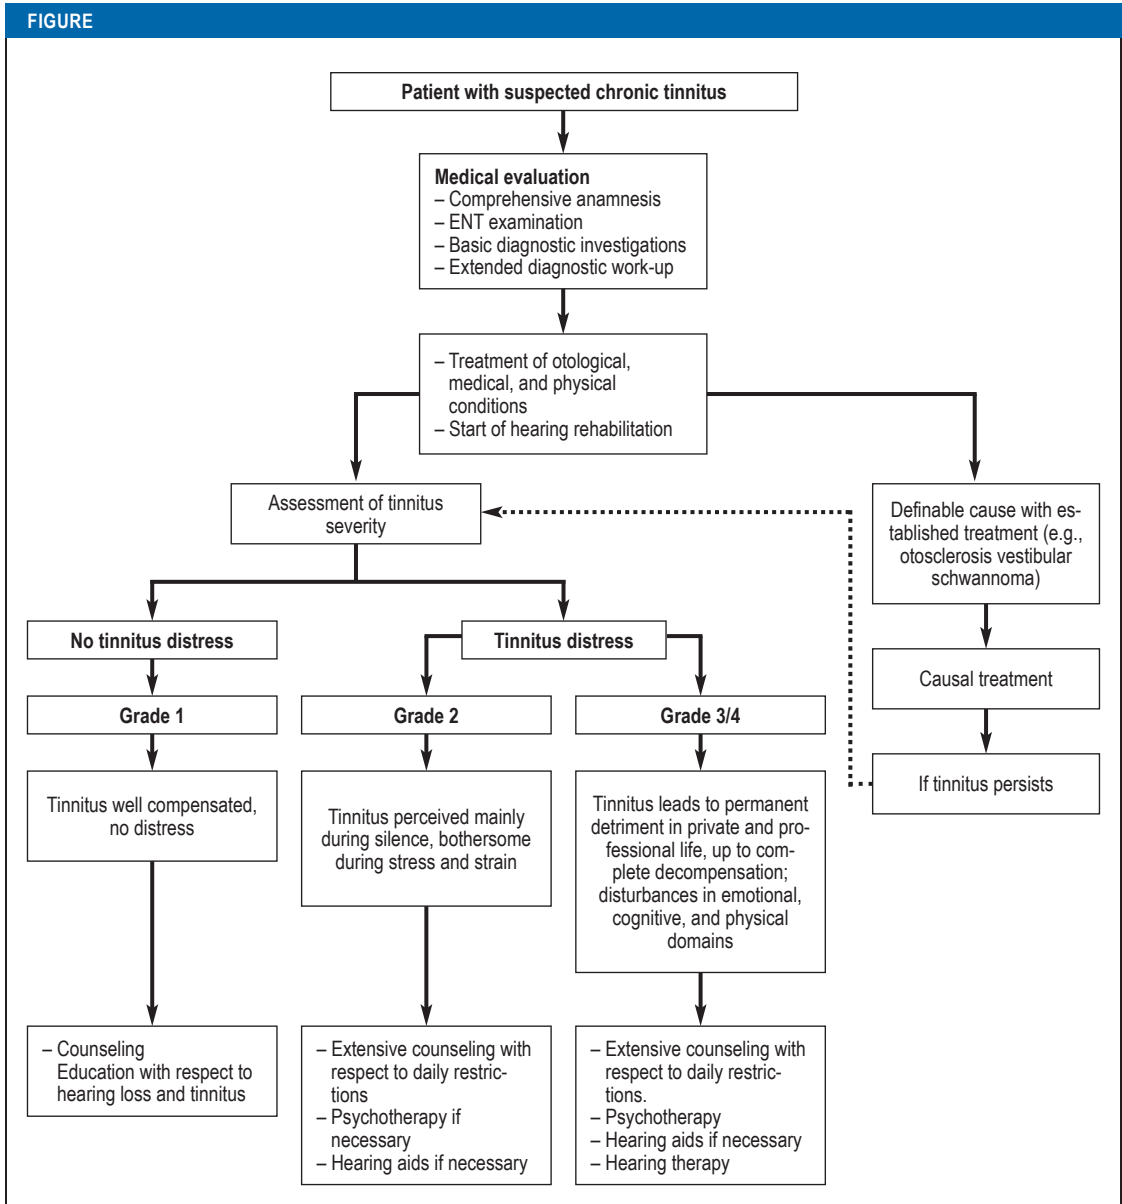 FIGURE
Patient with suspected chronic tinnitus
Medical evaluation
– Comprehensive anamnesis
– ENT examination
– Basic diagnostic investigations
– Extended diagnostic work-up
– Treatment of otological,
medical, and physical
conditions
– Start of hearing rehabilitation
Assessment of tinnitus
severity
Definable cause with es-
tablished treatment (e.g.,
otosclerosis vestibular
schwannoma)
No tinnitus distress
Tinnitus distress
Causal treatment
Grade 1
Grade 2
Grade 3/4
If tinnitus persists
Tinnitus well compensated,
no distress
Tinnitus perceived mainly
during silence, bothersome
during stress and strain
Tinnitus leads to permanent
detriment in private and pro-
fessional life, up to com-
plete decompensation;
disturbances in emotional,
cognitive, and physical
domains
– Counseling
Education with respect to
hearing loss and tinnitus
– Extensive counseling with
respect to daily restric-
tions
– Psychotherapy if
necessary
– Hearing aids if necessary
– Extensive counseling with
respect to daily restric-
tions.
– Psychotherapy
– Hearing aids if necessary
– Hearing therapy